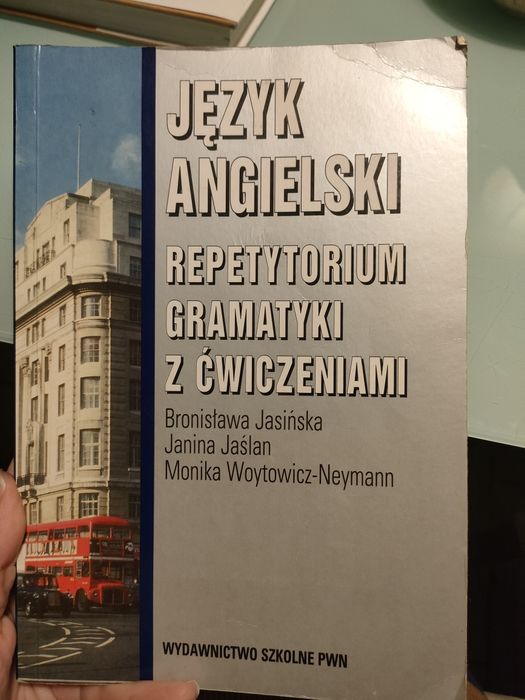 JĘZYK
ANGIELSKI
REPETYTORIUM
GRAMATYKI
Z ĆWICZENIAMI
Bronisława Jasińska
Janina Jaślan
Monika Woytowicz-Neymann
WYDAWNICTWO SZKOLNE PWN